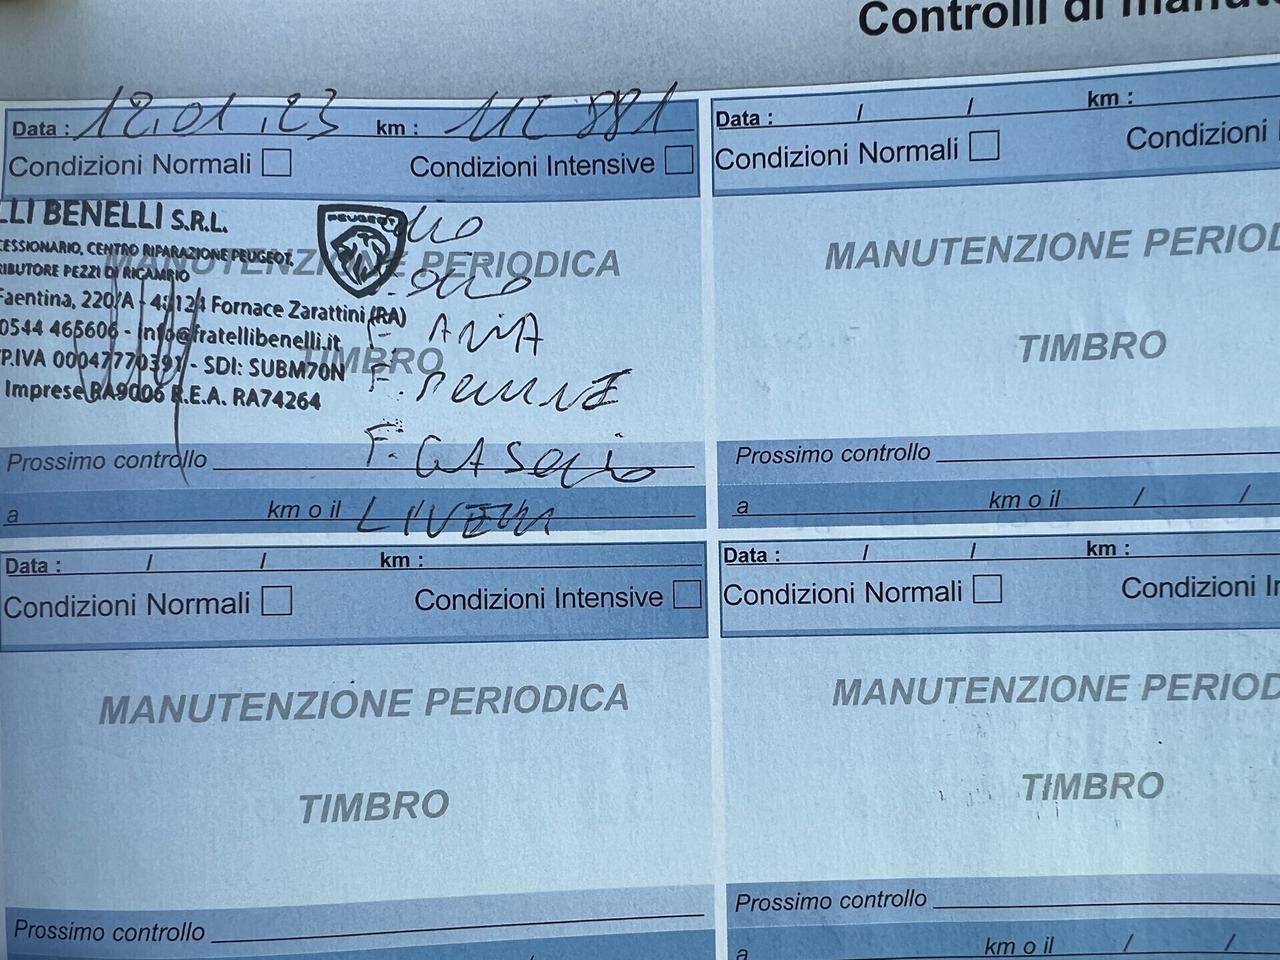 Controlli di manut
Data : 12.01.23 km : 112 881
Condizioni Normali Condizioni Intensive
LLI BENELLI S.R.L.
CESSIONARIO, CENTRO RIPARAZIONE PEUGEOT,
RIBUTORE PEZZI DI RICAMBIO
Faentina, 220/A - 48124 Fornace Zarattini (RA)
0544 465606 - info@fratellibenelli.it
P.IVA 00047770391 - SDI: SUBM70N
Imprese RA9006 R.E.A. RA74264
PEUGEOT
MANUTENZIONE PERIODICA
TIMBRO
olio
F. olio
F. ARIA
F. POLLINE
F. GASOLIO
Prossimo controllo
a km o il LIVELLI
Data : / / km :
Condizioni Normali Condizioni
MANUTENZIONE PERIOD
TIMBRO
Prossimo controllo
a km o il / /
Data : / / km :
Condizioni Normali Condizioni Intensive
MANUTENZIONE PERIODICA
TIMBRO
Prossimo controllo
Data : / / km :
Condizioni Normali Condizioni In
MANUTENZIONE PERIOD
TIMBRO
Prossimo controllo
a km o il / /